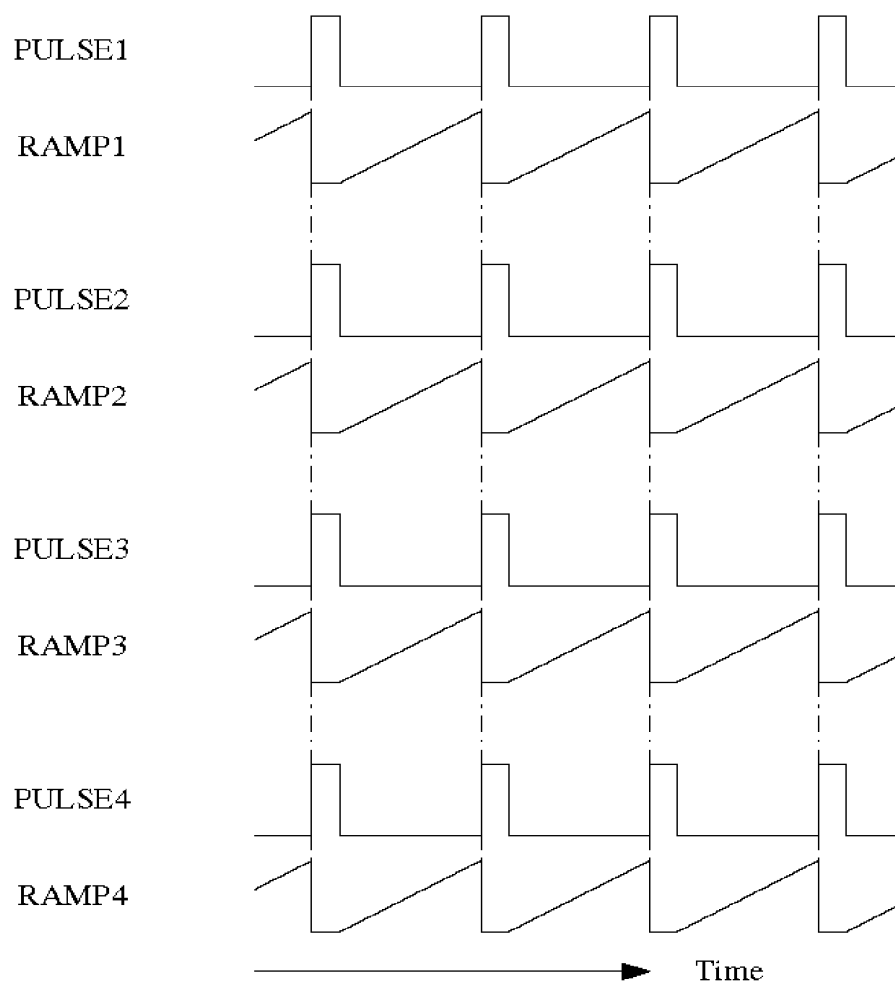 PULSE1
RAMP1
PULSE2
RAMP2
PULSE3
RAMP3
PULSE4
RAMP4
Time